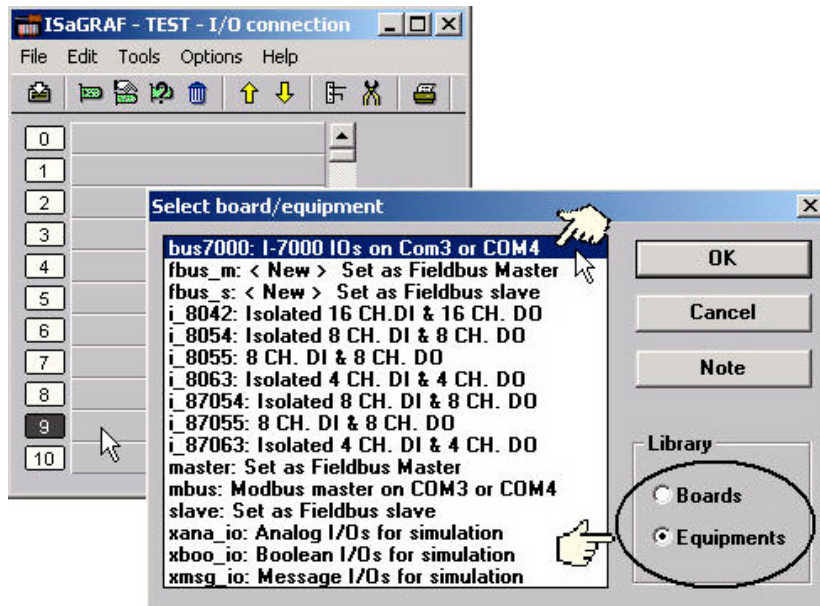 ISaGRAF - TEST - I/O connection
File Edit Tools Options Help
0
1
2
3
4
5
6
7
8
9
10
Select board/equipment
bus7000: I-7000 IOs on Com3 or COM4
fbus_m: < New > Set as Fieldbus Master
fbus_s: < New > Set as Fieldbus slave
i_8042: Isolated 16 CH.DI & 16 CH. DO
i_8054: Isolated 8 CH. DI & 8 CH. DO
i_8055: 8 CH. DI & 8 CH. DO
i_8063: Isolated 4 CH. DI & 4 CH. DO
i_87054: Isolated 8 CH. DI & 8 CH. DO
i_87055: 8 CH. DI & 8 CH. DO
i_87063: Isolated 4 CH. DI & 4 CH. DO
master: Set as Fieldbus Master
mbus: Modbus master on COM3 or COM4
slave: Set as Fieldbus slave
xana_io: Analog I/Os for simulation
xboo_io: Boolean I/Os for simulation
xmsg_io: Message I/Os for simulation
OK
Cancel
Note
Library
Boards
Equipments